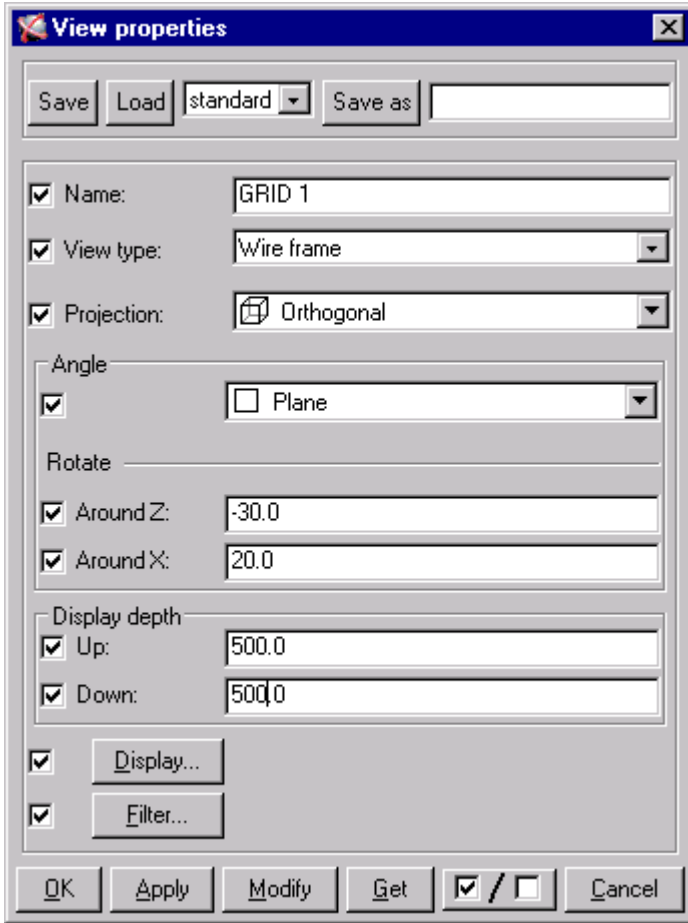 View properties
Save Load standard Save as
Name: GRID 1
View type: Wire frame
Projection: Orthogonal
Angle
Plane
Rotate
Around Z: -30.0
Around X: 20.0
Display depth
Up: 500.0
Down: 500.0
Display...
Filter...
OK Apply Modify Get / Cancel